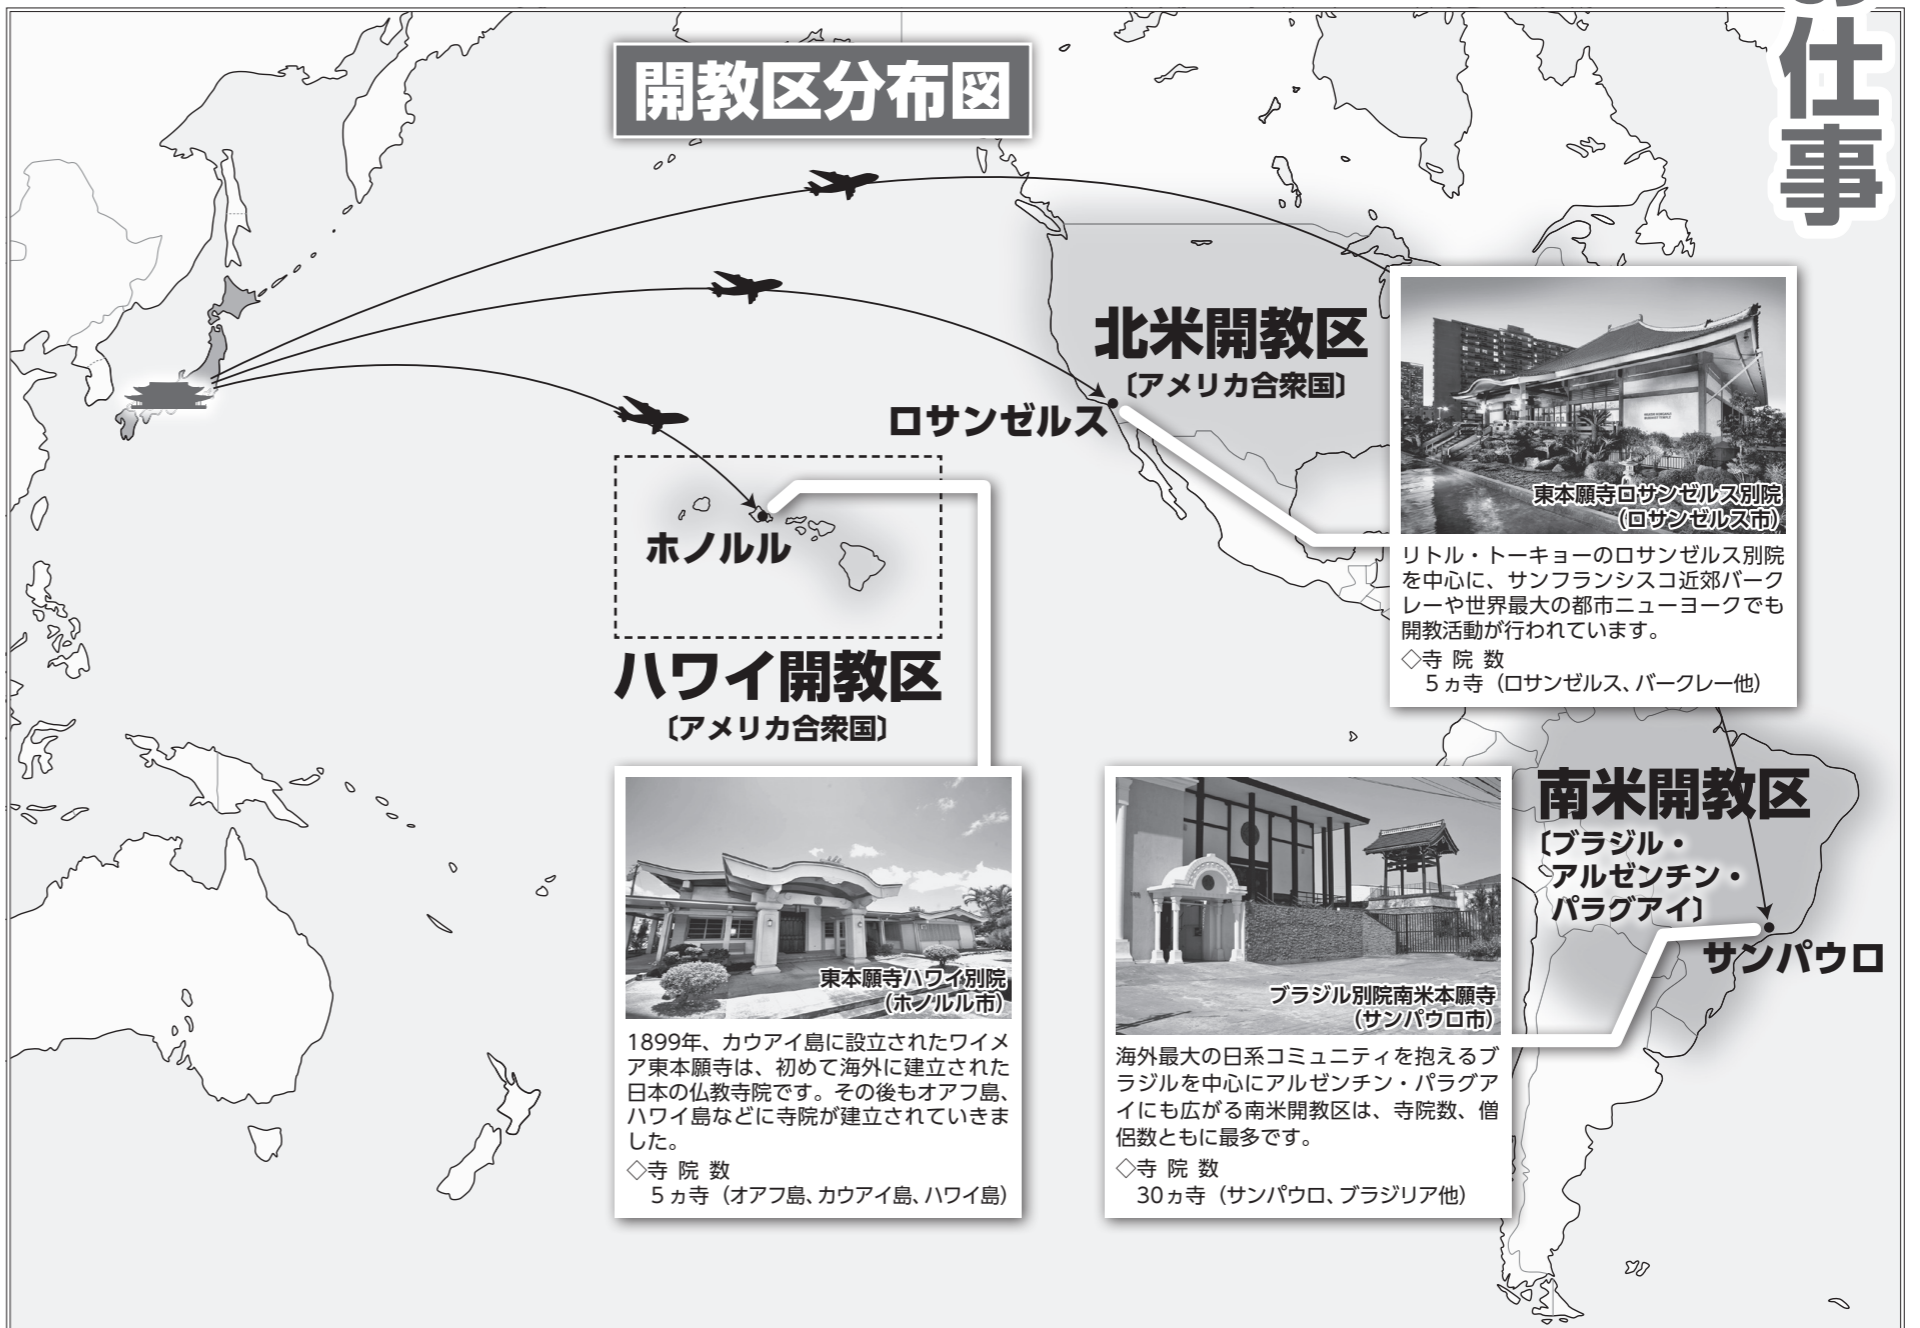 の仕事
開教区分布図
北米開教区
〔アメリカ合衆国〕
ロサンゼルス
東本願寺ロサンゼルス別院
（ロサンゼルス市）
リトル・トーキョーのロサンゼルス別院
を中心に、サンフランシスコ近郊バーク
レーや世界最大の都市ニューヨークでも
開教活動が行われています。
◇寺 院 数
5ヵ寺（ロサンゼルス、バークレー他）
ホノルル
ハワイ開教区
〔アメリカ合衆国〕
東本願寺ハワイ別院
（ホノルル市）
1899年、カウアイ島に設立されたワイメ
ア東本願寺は、初めて海外に建立された
日本の仏教寺院です。その後もオアフ島、
ハワイ島などに寺院が建立されていきま
した。
◇寺 院 数
5ヵ寺（オアフ島、カウアイ島、ハワイ島）
南米開教区
〔ブラジル・
アルゼンチン・
パラグアイ〕
サンパウロ
ブラジル別院南米本願寺
（サンパウロ市）
海外最大の日系コミュニティを抱えるブ
ラジルを中心にアルゼンチン・パラグア
イにも広がる南米開教区は、寺院数、僧
侶数ともに最多です。
◇寺 院 数
30ヵ寺（サンパウロ、ブラジリア他）